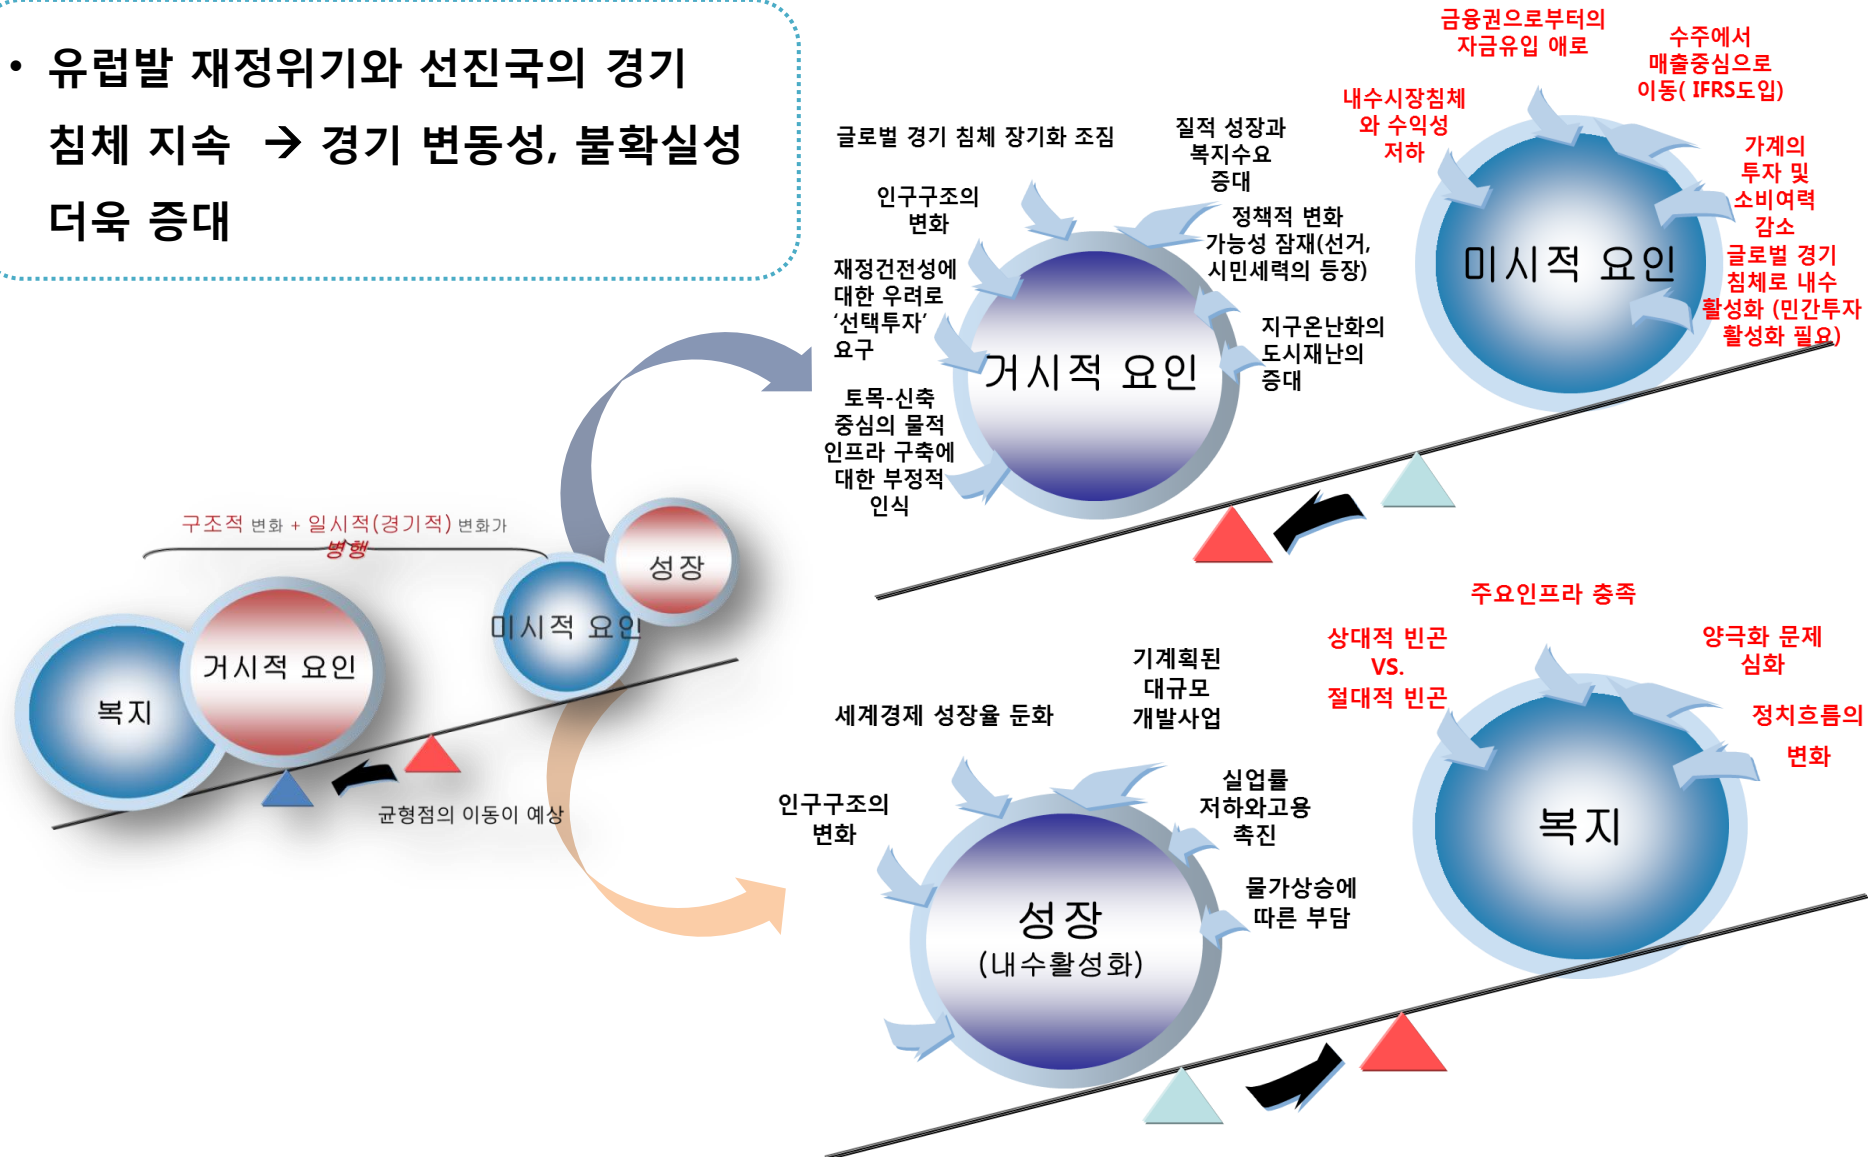 • 유럽발 재정위기와 선진국의 경기
침체 지속 → 경기 변동성, 불확실성
더욱 증대
구조적 변화 + 일시적(경기적) 변화가
병행
복지
거시적 요인
미시적 요인
성장
균형점의 이동이 예상
글로벌 경기 침체 장기화 조짐
인구구조의
변화
재정건전성에
대한 우려로
‘선택투자’
요구
토목-신축
중심의 물적
인프라 구축에
대한 부정적
인식
질적 성장과
복지수요
증대
정책적 변화
가능성 잠재(선거,
시민세력의 등장)
지구온난화의
도시재난의
증대
거시적 요인
금융권으로부터의
자금유입 애로
수주에서
매출중심으로
이동( IFRS도입)
내수시장침체
와 수익성
저하
가계의
투자 및
소비여력
감소
글로벌 경기
침체로 내수
활성화 (민간투자
활성화 필요)
미시적 요인
세계경제 성장율 둔화
인구구조의
변화
기계획된
대규모
개발사업
실업률
저하와고용
촉진
물가상승에
따른 부담
성장
(내수활성화)
주요인프라 충족
상대적 빈곤
VS.
절대적 빈곤
양극화 문제
심화
정치흐름의
변화
복지